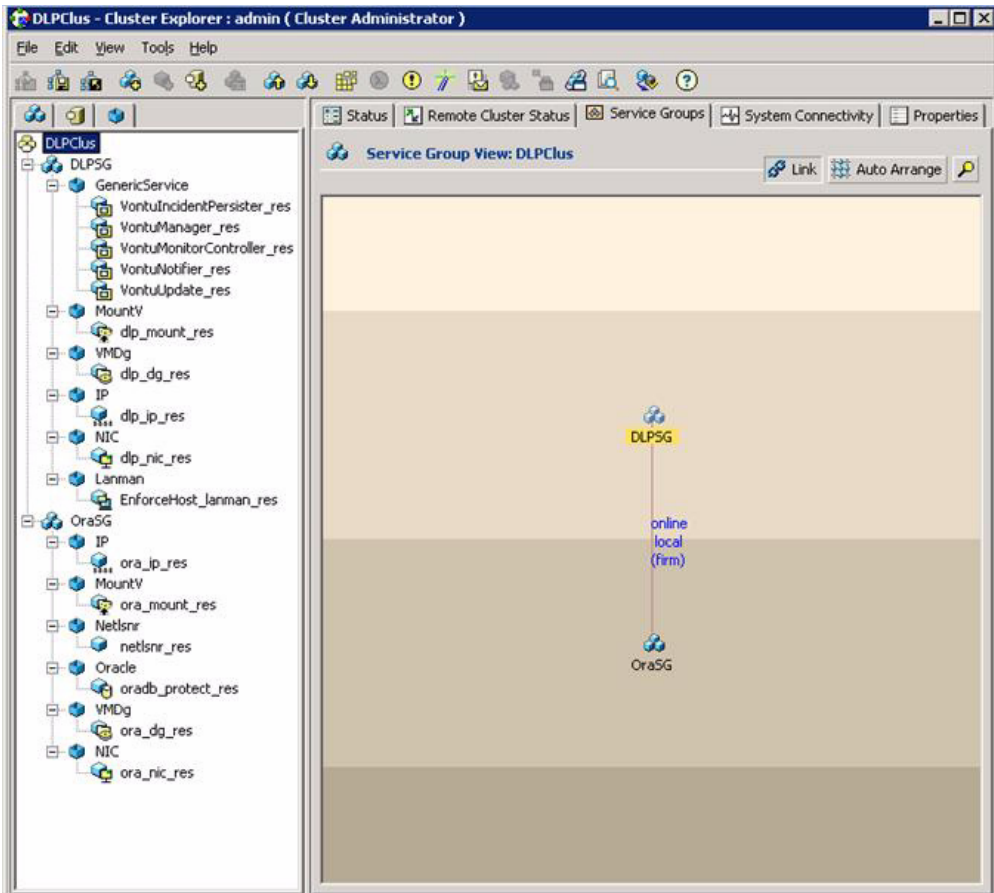 DLPClus - Cluster Explorer : admin ( Cluster Administrator )
File Edit View Tools Help
Status Remote Cluster Status Service Groups System Connectivity Properties
Service Group View: DLPClus
Link Auto Arrange
DLPClus
DLPSG
GenericService
VontuIncidentPersister_res
VontuManager_res
VontuMonitorController_res
VontuNotifier_res
VontuUpdate_res
MountV
dlp_mount_res
VMDg
dlp_dg_res
IP
dlp_ip_res
NIC
dlp_nic_res
Lanman
EnforceHost_lanman_res
OraSG
IP
ora_ip_res
MountV
ora_mount_res
Netlsnr
netlsnr_res
Oracle
oradb_protect_res
VMDg
ora_dg_res
NIC
ora_nic_res
DLPSG
online
local
(firm)
OraSG